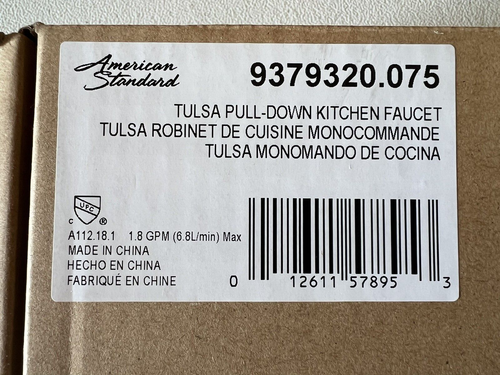 American Standard
9379320.075
TULSA PULL-DOWN KITCHEN FAUCET
TULSA ROBINET DE CUISINE MONOCOMMANDE
TULSA MONOMANDO DE COCINA
UPC
c ®
A112.18.1 1.8 GPM (6.8L/min) Max
MADE IN CHINA
HECHO EN CHINA
FABRIQUÉ EN CHINE
0 12611 57895 3